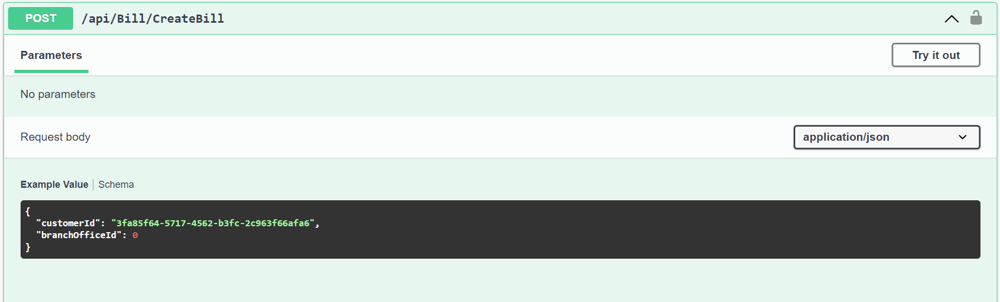 POST /api/Bill/CreateBill
Parameters
Try it out
No parameters
Request body
application/json
Example Value | Schema
{
  "customerId": "3fa85f64-5717-4562-b3fc-2c963f66afa6",
  "branchOfficeId": 0
}